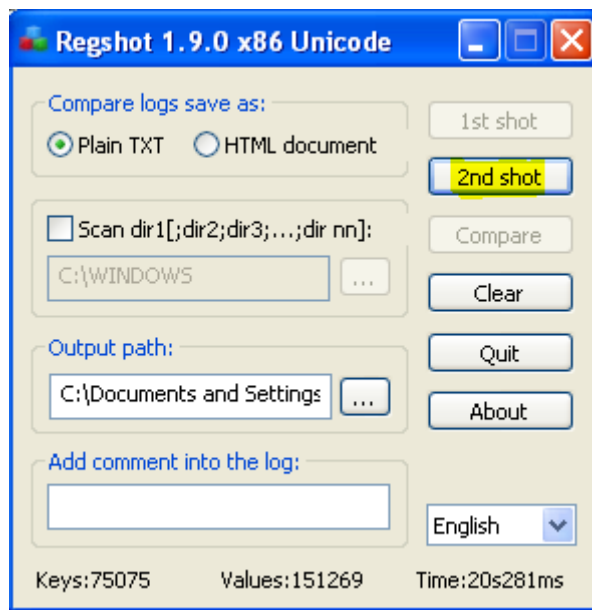 Regshot 1.9.0 x86 Unicode
Compare logs save as:
Plain TXT HTML document
1st shot
2nd shot
Scan dir1[;dir2;dir3;...;dir nn]:
C:\WINDOWS ...
Compare
Clear
Output path:
C:\Documents and Settings ...
Quit
About
Add comment into the log:
English
Keys:75075 Values:151269 Time:20s281ms